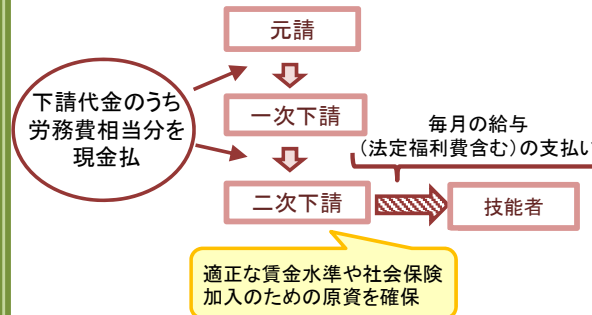 元請
下請代金のうち
労務費相当分を
現金払
一次下請
毎月の給与
(法定福利費含む)の支払い
二次下請
技能者
適正な賃金水準や社会保険
加入のための原資を確保